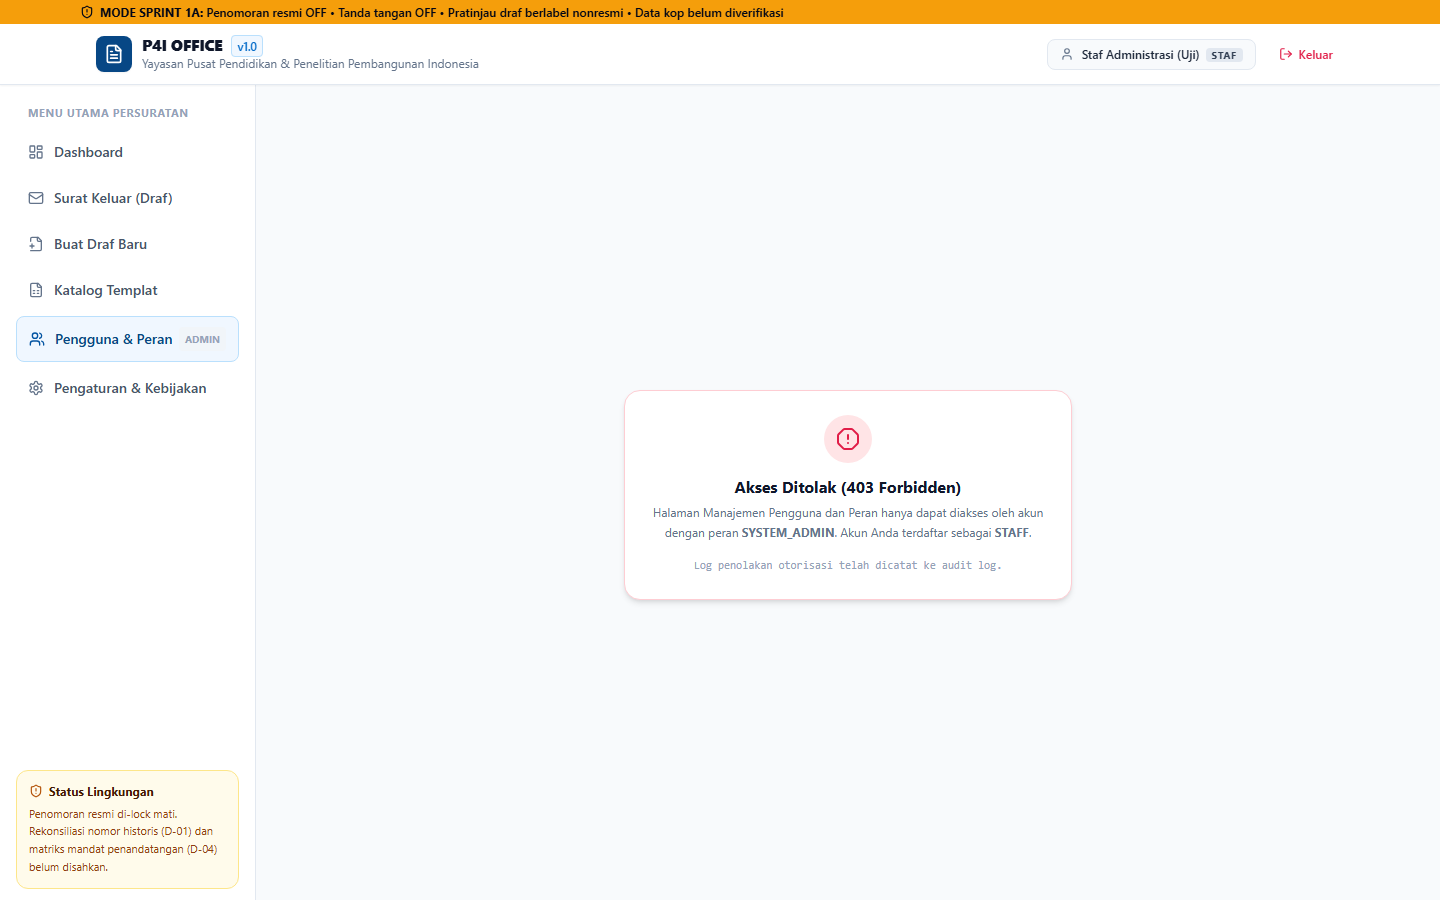 MODE SPRINT 1A: Penomoran resmi OFF • Tanda tangan OFF • Pratinjau draf berlabel nonresmi • Data kop belum diverifikasi
P4I OFFICE v1.0
Yayasan Pusat Pendidikan & Penelitian Pembangunan Indonesia
Staf Administrasi (Uji) STAF
Keluar
MENU UTAMA PERSURATAN
Dashboard
Surat Keluar (Draf)
Buat Draf Baru
Katalog Templat
Pengguna & Peran ADMIN
Pengaturan & Kebijakan
Akses Ditolak (403 Forbidden)
Halaman Manajemen Pengguna dan Peran hanya dapat diakses oleh akun
dengan peran SYSTEM_ADMIN. Akun Anda terdaftar sebagai STAFF.
Log penolakan otorisasi telah dicatat ke audit log.
Status Lingkungan
Penomoran resmi di-lock mati.
Rekonsiliasi nomor historis (D-01) dan
matriks mandat penandatangan (D-04)
belum disahkan.